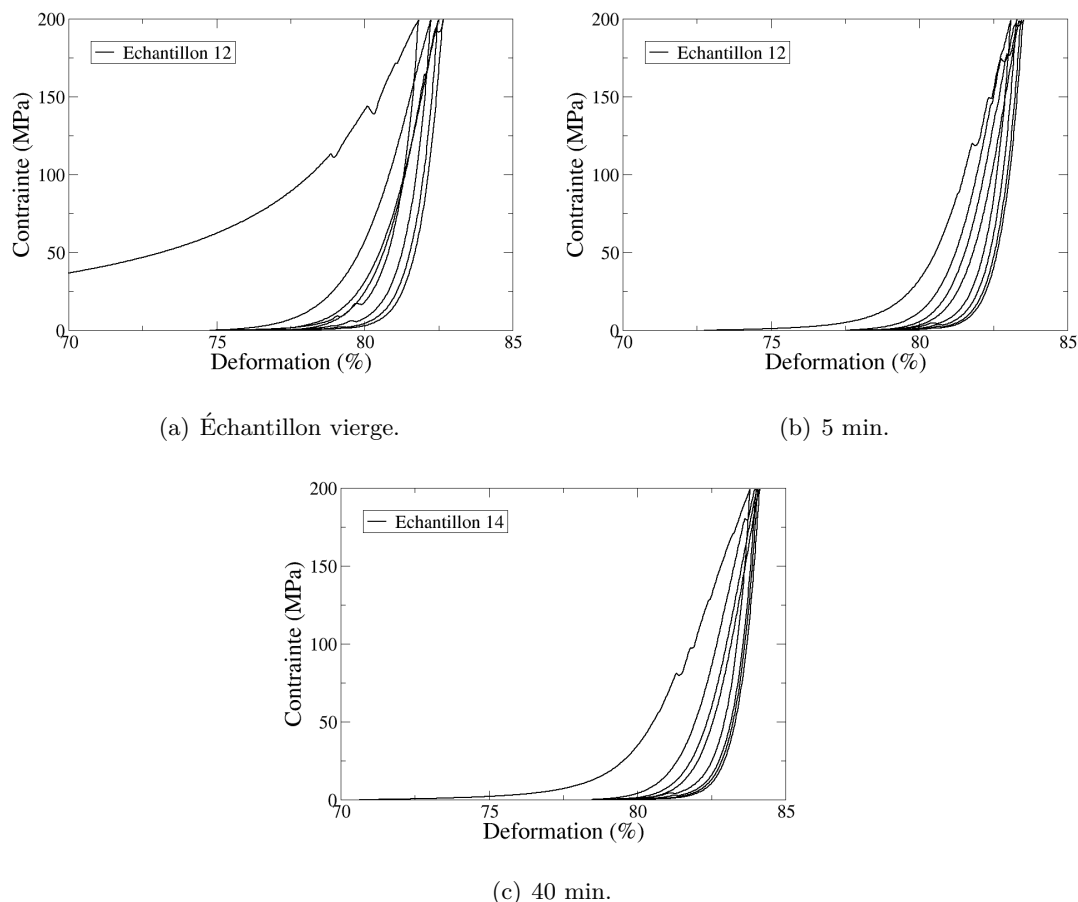 200
150
100
50
0
Contrainte (MPa)
Echantillon 12
70 75 80 85
Deformation (%)
(a) Échantillon vierge.
200
150
100
50
0
Contrainte (MPa)
Echantillon 12
70 75 80 85
Deformation (%)
(b) 5 min.
200
150
100
50
0
Contrainte (MPa)
Echantillon 14
70 75 80 85
Deformation (%)
(c) 40 min.